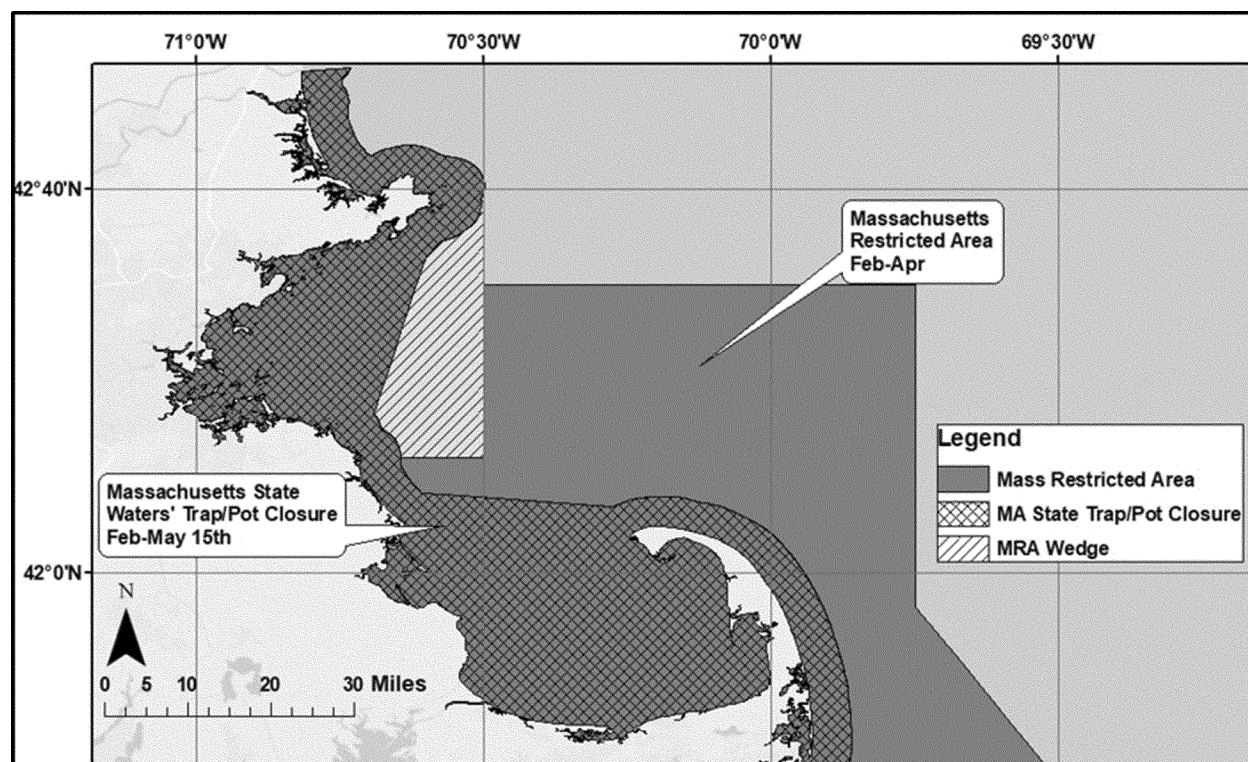 71°0'W 70°30'W 70°0'W 69°30'W
42°40'N
Massachusetts
Restricted Area
Feb-Apr
Legend
Mass Restricted Area
MA State Trap/Pot Closure
MRA Wedge
Massachusetts State
Waters' Trap/Pot Closure
Feb-May 15th
42°0'N
N
0 5 10 20 30 Miles